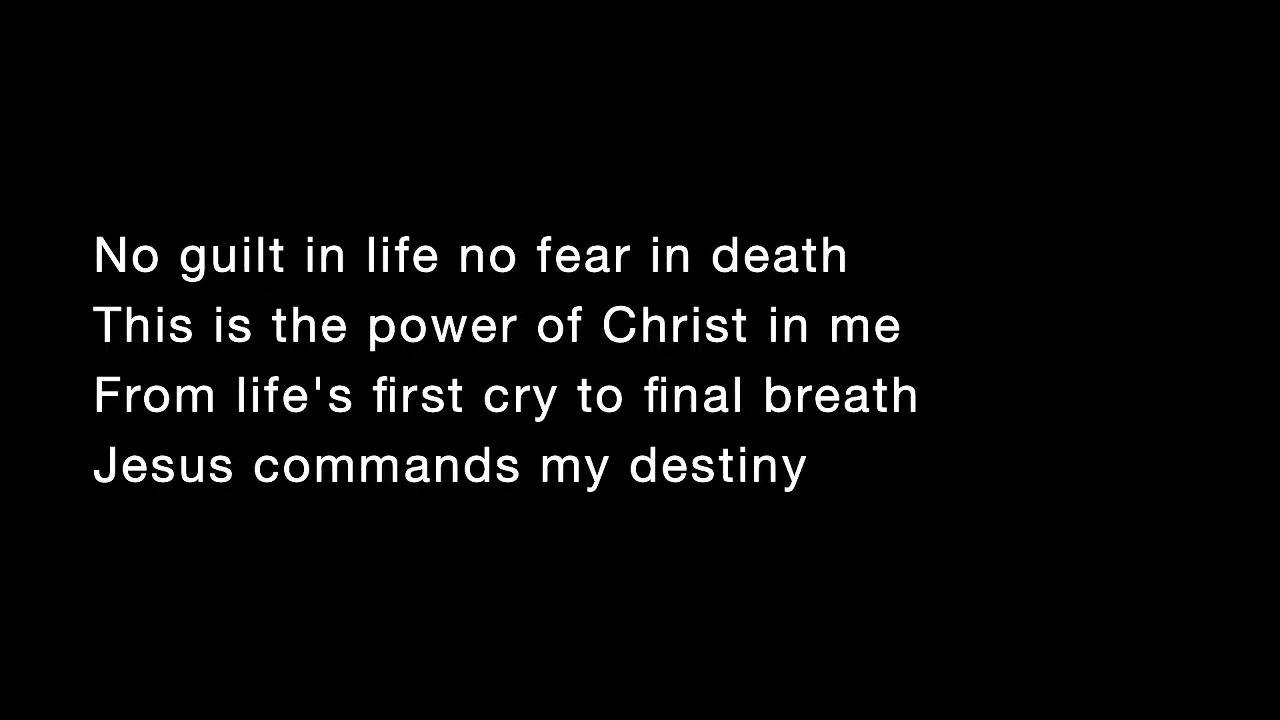 No guilt in life no fear in death
This is the power of Christ in me
From life's first cry to final breath
Jesus commands my destiny